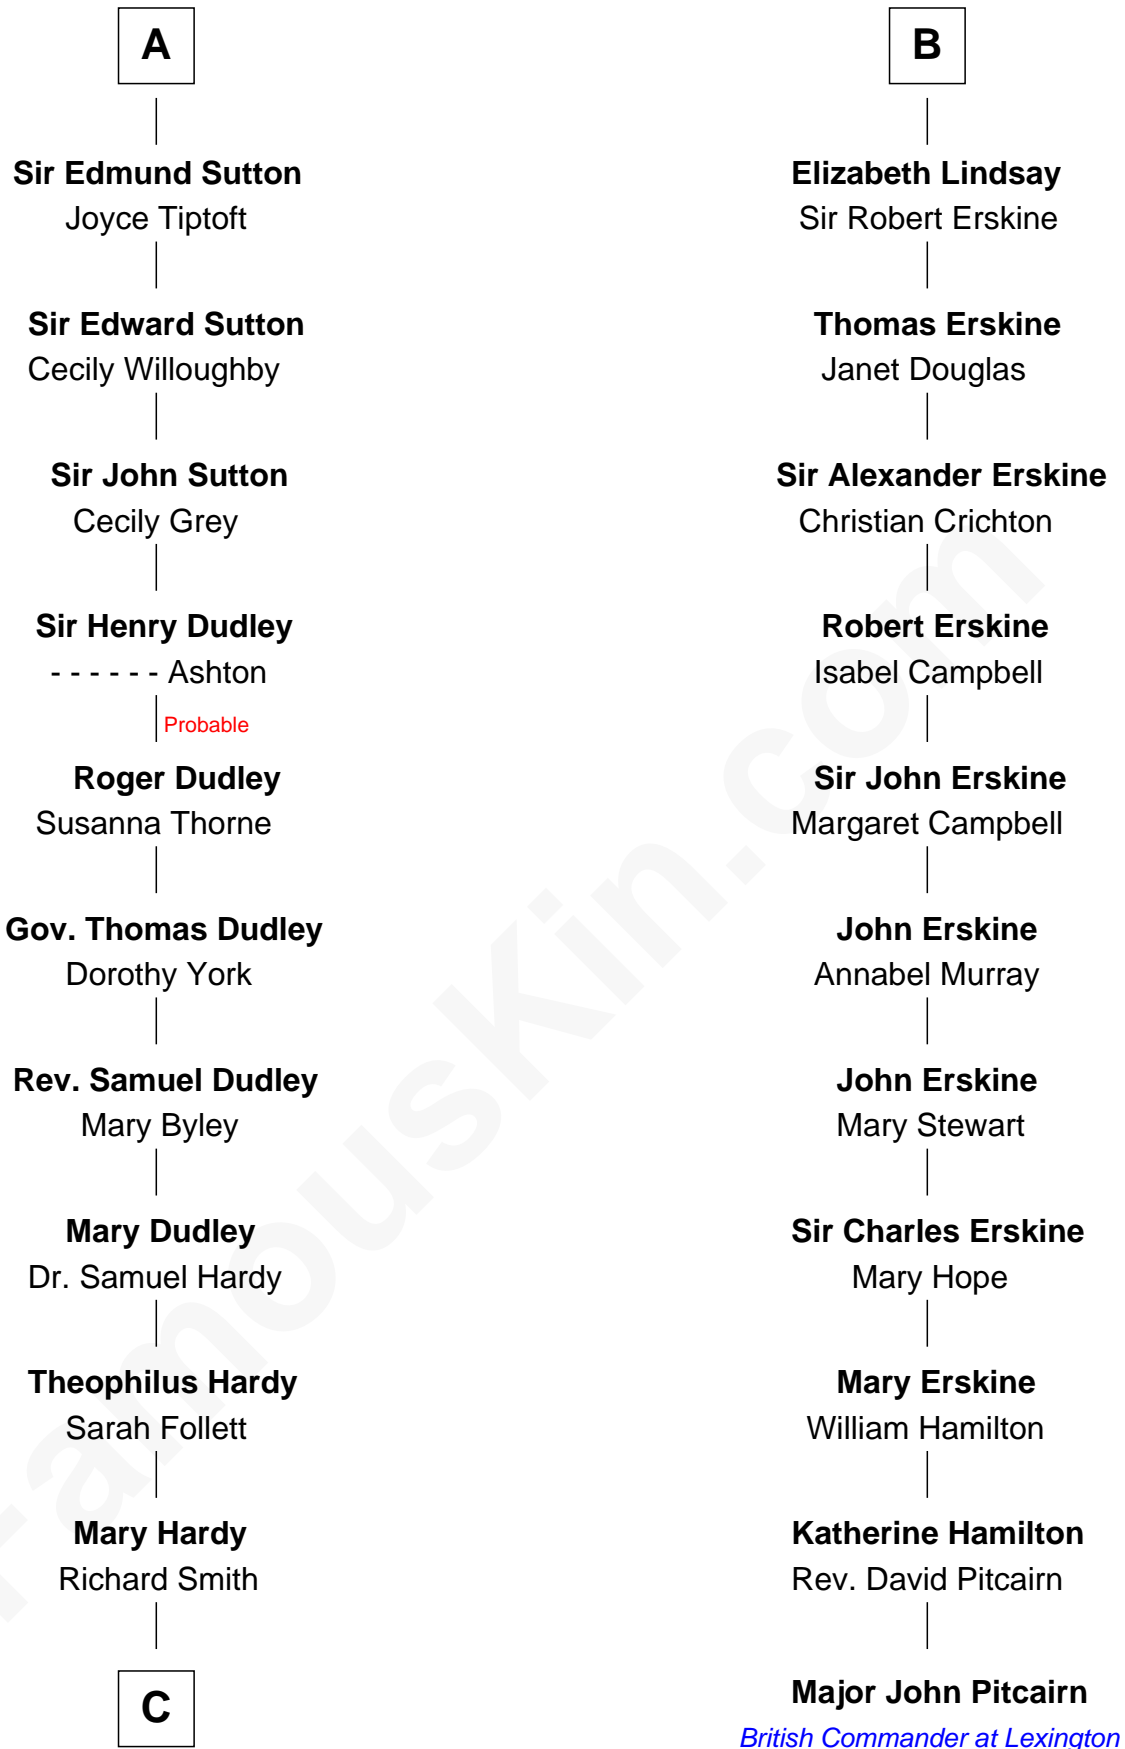 A
Sir Edmund Sutton
Joyce Tiptoft
Sir Edward Sutton
Cecily Willoughby
Sir John Sutton
Cecily Grey
Sir Henry Dudley
- - - - - - Ashton
Probable
Roger Dudley
Susanna Thorne
Gov. Thomas Dudley
Dorothy York
Rev. Samuel Dudley
Mary Byley
Mary Dudley
Dr. Samuel Hardy
Theophilus Hardy
Sarah Follett
Mary Hardy
Richard Smith
C
B
Elizabeth Lindsay
Sir Robert Erskine
Thomas Erskine
Janet Douglas
Sir Alexander Erskine
Christian Crichton
Robert Erskine
Isabel Campbell
Sir John Erskine
Margaret Campbell
John Erskine
Annabel Murray
John Erskine
Mary Stewart
Sir Charles Erskine
Mary Hope
Mary Erskine
William Hamilton
Katherine Hamilton
Rev. David Pitcairn
Major John Pitcairn
British Commander at Lexington
FamousKin.com